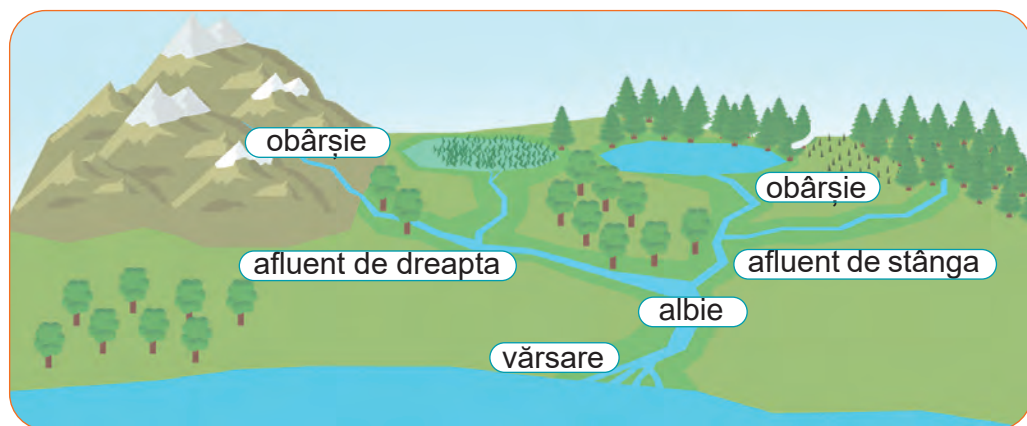 obârșie
obârșie
afluent de dreapta
afluent de stânga
albie
vărsare